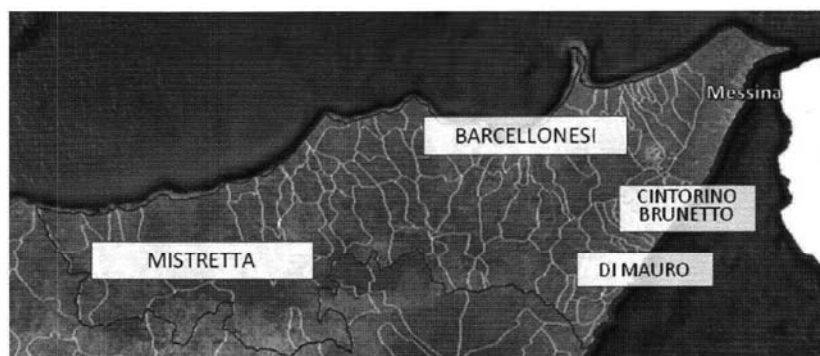 Messina
BARCELLONESI
CINTORINO
BRUNETTO
MISTRETTA
DI MAURO